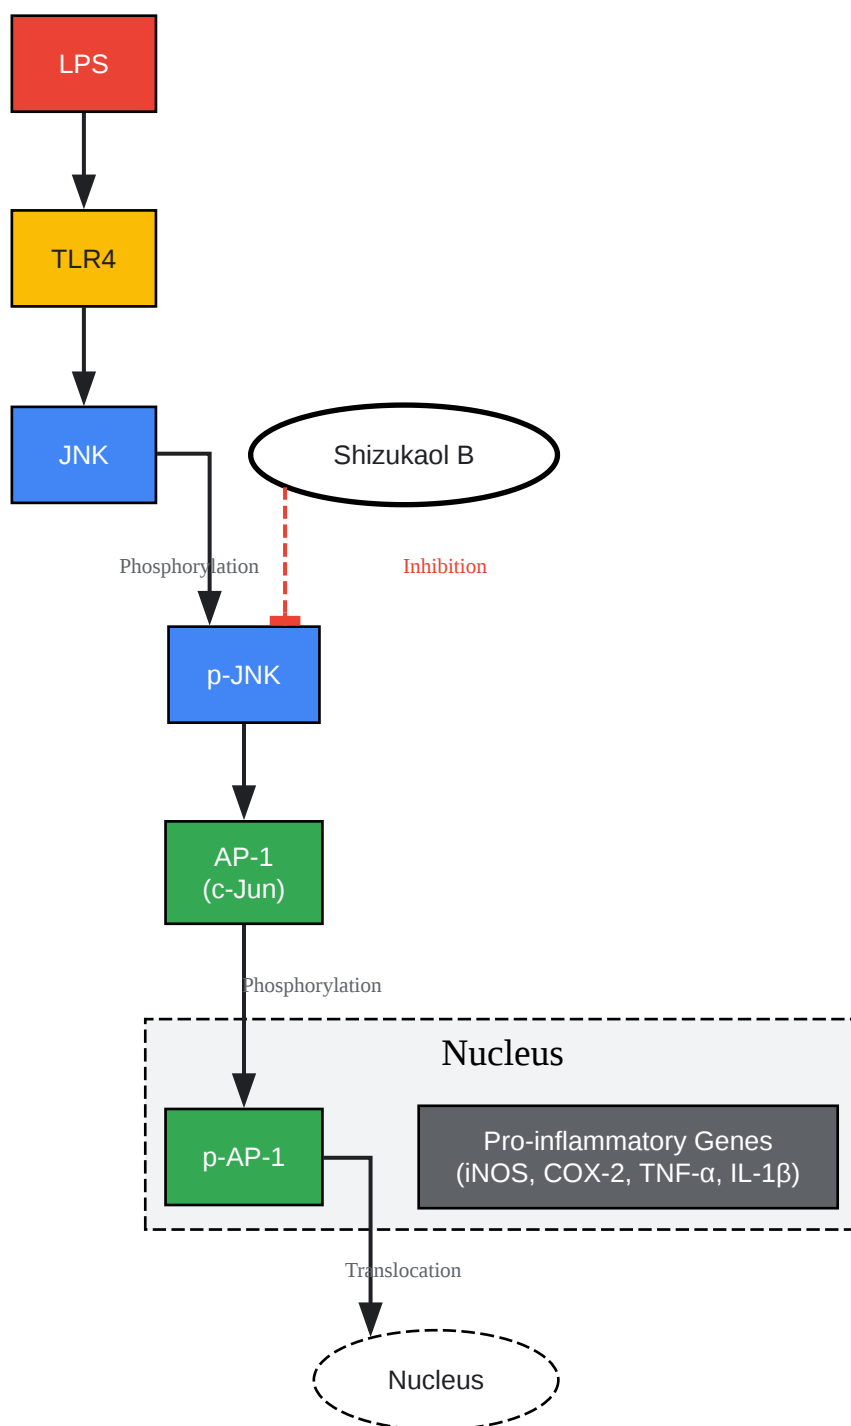 LPS
TLR4
JNK
Shizukaol B
Phosphorylation
Inhibition
p-JNK
AP-1
(c-Jun)
Phosphorylation
Nucleus
p-AP-1
Pro-inflammatory Genes
(iNOS, COX-2, TNF-α, IL-1β)
Translocation
Nucleus